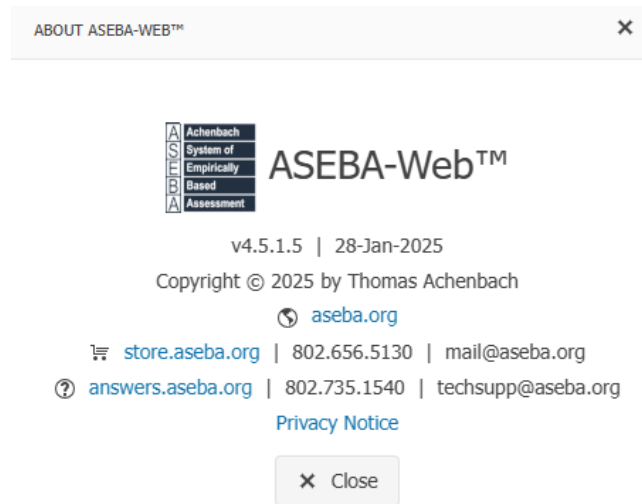 ABOUT ASEBA-WEB™
A Achenbach
S System of
E Empirically
B Based
A Assessment
ASEBA-Web™
v4.5.1.5 | 28-Jan-2025
Copyright © 2025 by Thomas Achenbach
aseba.org
store.aseba.org | 802.656.5130 | mail@aseba.org
answers.aseba.org | 802.735.1540 | techsupp@aseba.org
Privacy Notice
Close